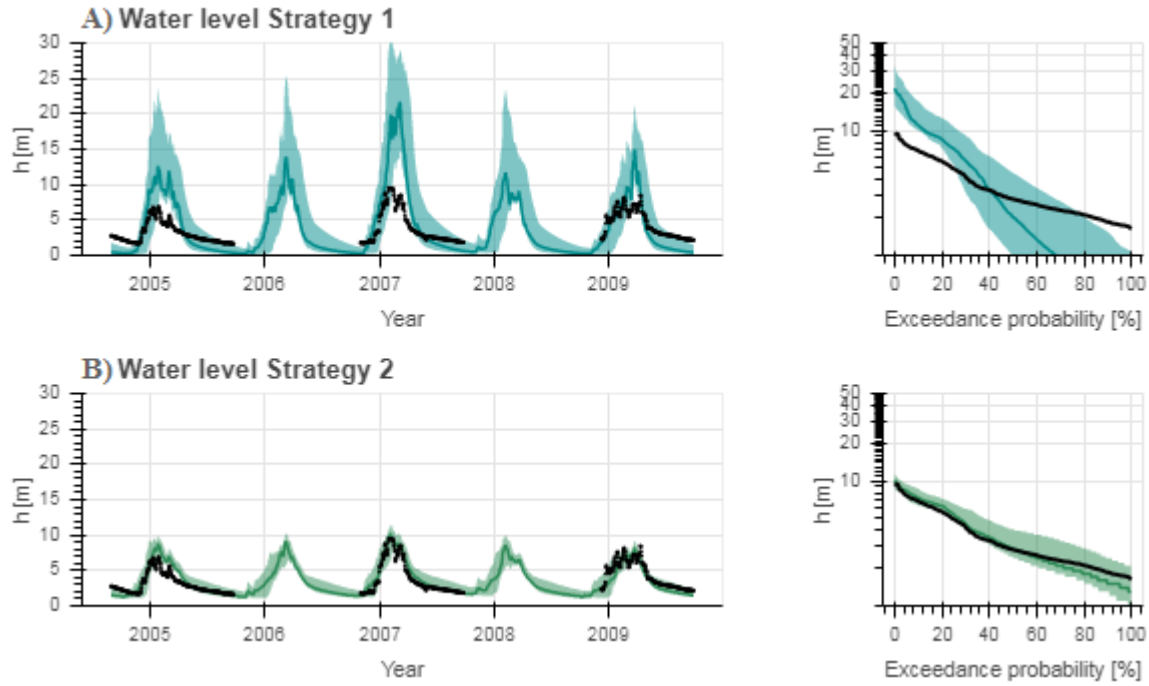 A) Water level Strategy 1
30
25
20
15
10
5
0
h [m]
2005 2006 2007 2008 2009
Year
50
40
30
20
10
h [m]
0 20 40 60 80 100
Exceedance probability [%]
B) Water level Strategy 2
30
25
20
15
10
5
0
h [m]
2005 2006 2007 2008 2009
Year
50
40
30
20
10
h [m]
0 20 40 60 80 100
Exceedance probability [%]